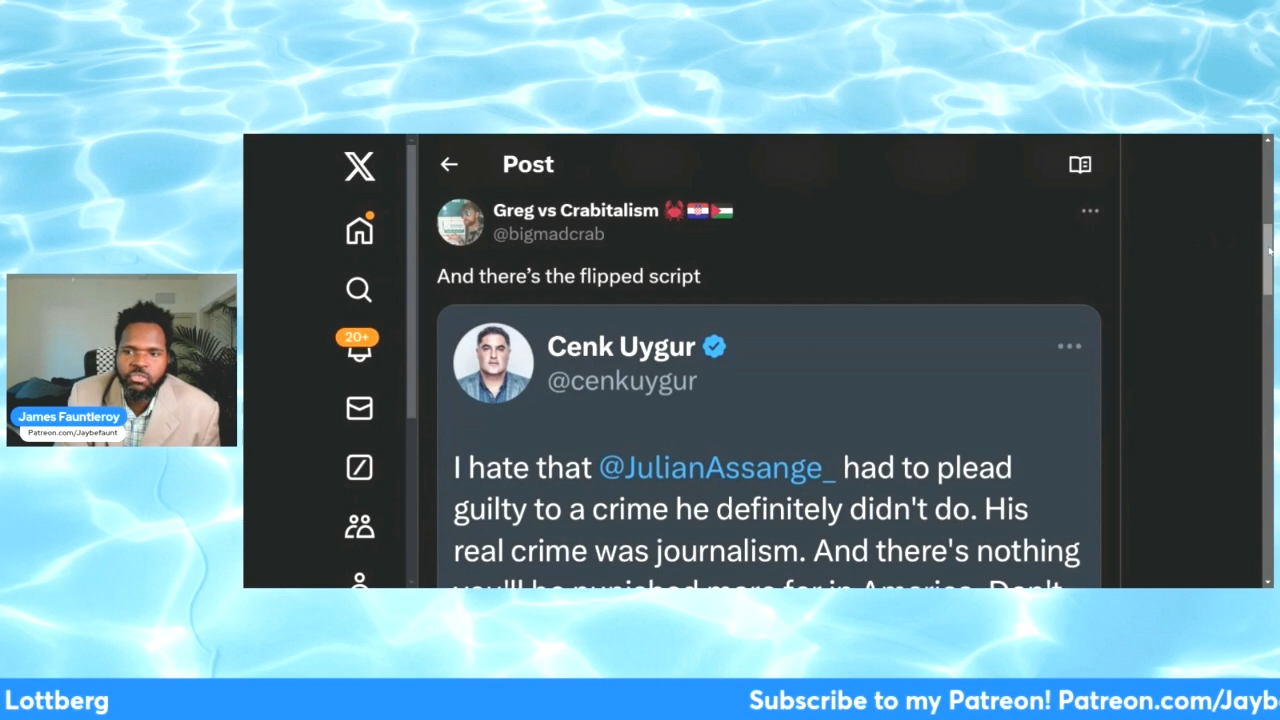 Post
Greg vs Crabitalism 🦀🇭🇷🇵🇸
@bigmadcrab
And there's the flipped script
20+
Cenk Uygur
@cenkuygur
I hate that @JulianAssange_ had to plead
guilty to a crime he definitely didn't do. His
real crime was journalism. And there's nothing
you'll be punished more for in America. Don't
James Fauntleroy
Patreon.com/Jaybefaunt
Lottberg
Subscribe to my Patreon! Patreon.com/Jayb